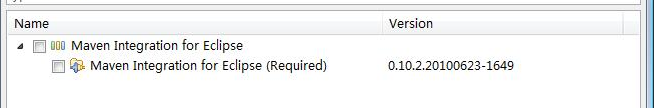 Name Version
Maven Integration for Eclipse
Maven Integration for Eclipse (Required) 0.10.2.20100623-1649